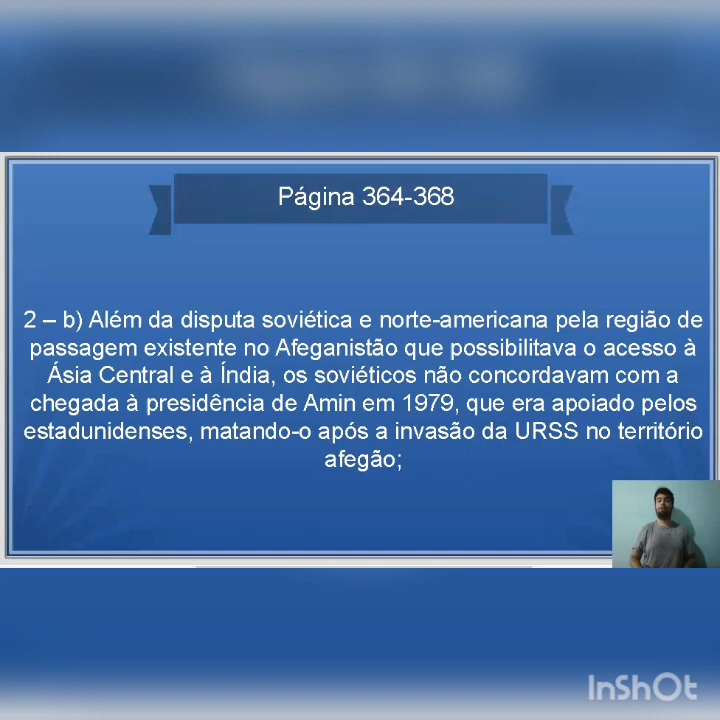 Página 364-368
2 – b) Além da disputa soviética e norte-americana pela região de
passagem existente no Afeganistão que possibilitava o acesso à
Ásia Central e à Índia, os soviéticos não concordavam com a
chegada à presidência de Amin em 1979, que era apoiado pelos
estadunidenses, matando-o após a invasão da URSS no território
afegão;
InShOt